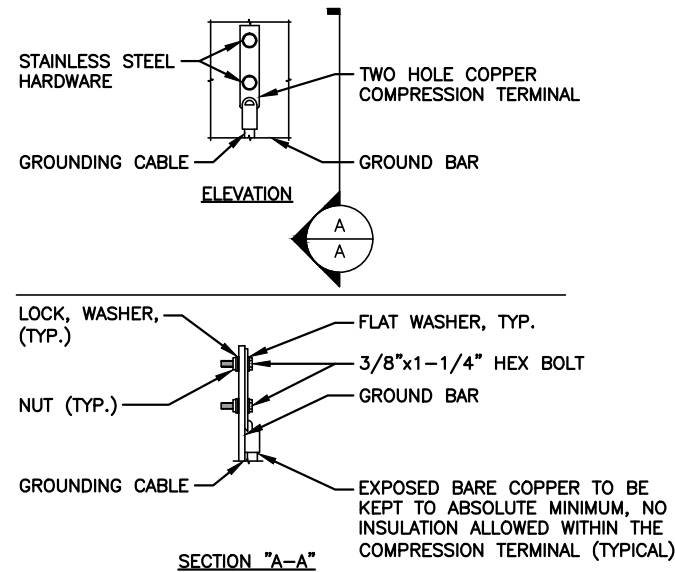 STAINLESS STEEL
HARDWARE
TWO HOLE COPPER
COMPRESSION TERMINAL
GROUNDING CABLE
GROUND BAR
ELEVATION
A
A
LOCK, WASHER,
(TYP.)
FLAT WASHER, TYP.
3/8"x1-1/4" HEX BOLT
NUT (TYP.)
GROUND BAR
GROUNDING CABLE
EXPOSED BARE COPPER TO BE
KEPT TO ABSOLUTE MINIMUM, NO
INSULATION ALLOWED WITHIN THE
COMPRESSION TERMINAL (TYPICAL)
SECTION "A-A"